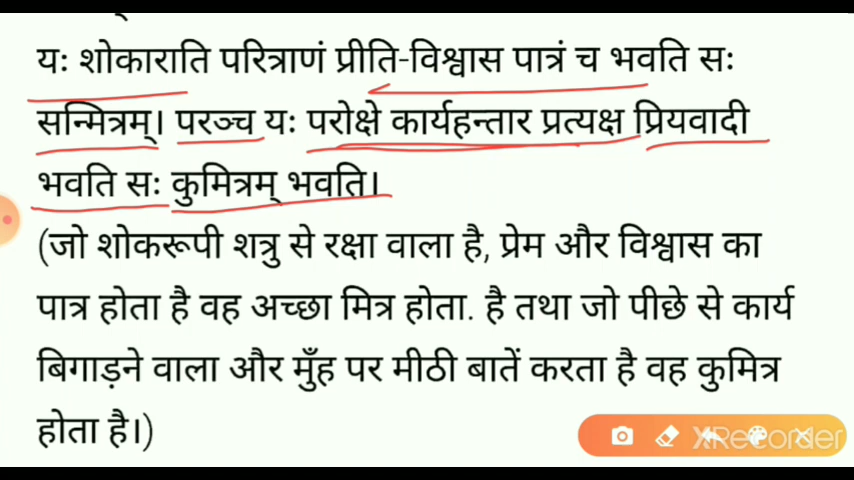 यः शोकाराति परित्राणं प्रीति-विश्वास पात्रं च भवति सः
सन्मित्रम्। परञ्च यः परोक्षे कार्यहन्तार प्रत्यक्ष प्रियवादी
भवति सः कुमित्रम् भवति।
(जो शोकरूपी शत्रु से रक्षा वाला है, प्रेम और विश्वास का
पात्र होता है वह अच्छा मित्र होता. है तथा जो पीछे से कार्य
बिगाड़ने वाला और मुँह पर मीठी बातें करता है वह कुमित्र
होता है।)
XRecorder